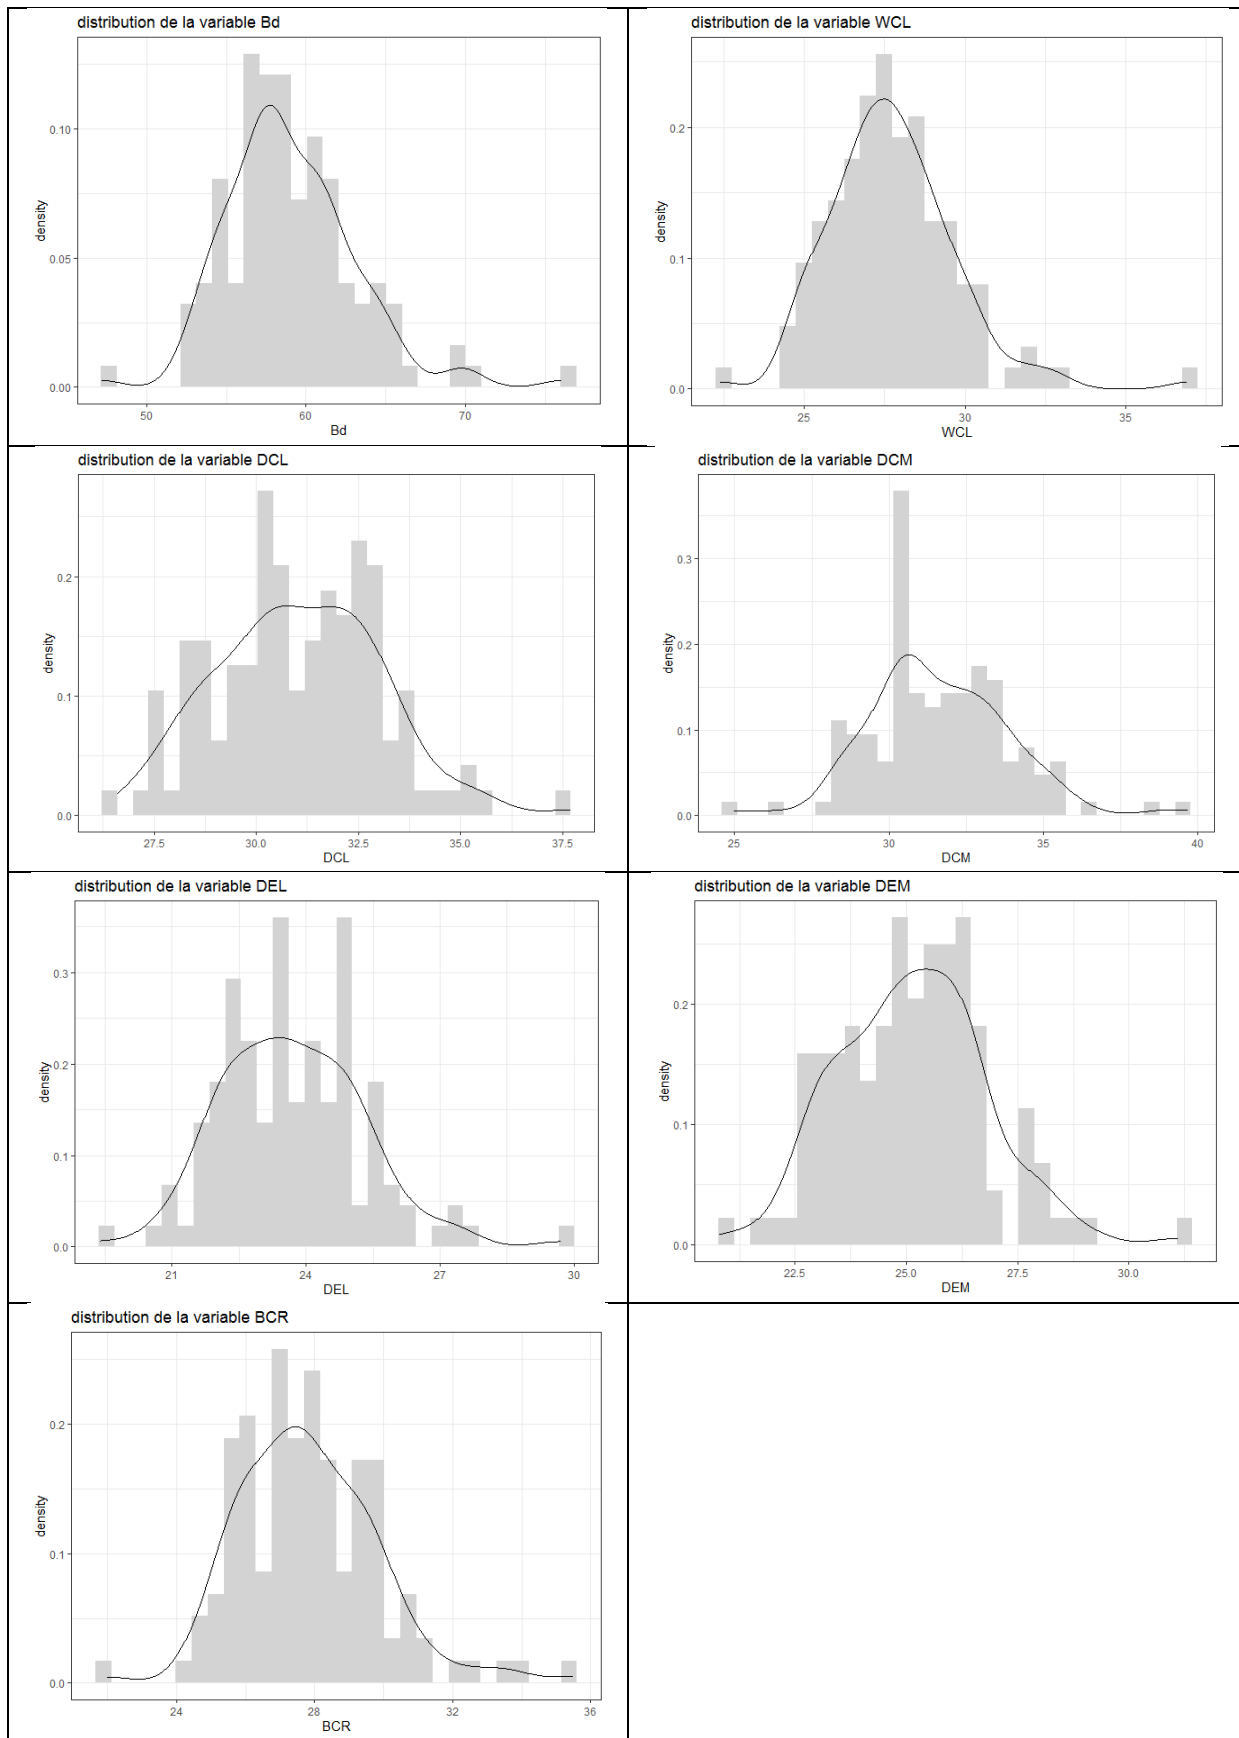 distribution de la variable Bd
density
0.10
0.05
0.00
50 60 70
Bd
distribution de la variable WCL
density
0.2
0.1
0.0
25 30 35
WCL
distribution de la variable DCL
density
0.2
0.1
0.0
27.5 30.0 32.5 35.0 37.5
DCL
distribution de la variable DCM
density
0.3
0.2
0.1
0.0
25 30 35 40
DCM
distribution de la variable DEL
density
0.3
0.2
0.1
0.0
21 24 27 30
DEL
distribution de la variable DEM
density
0.2
0.1
0.0
22.5 25.0 27.5 30.0
DEM
distribution de la variable BCR
density
0.2
0.1
0.0
24 28 32 36
BCR